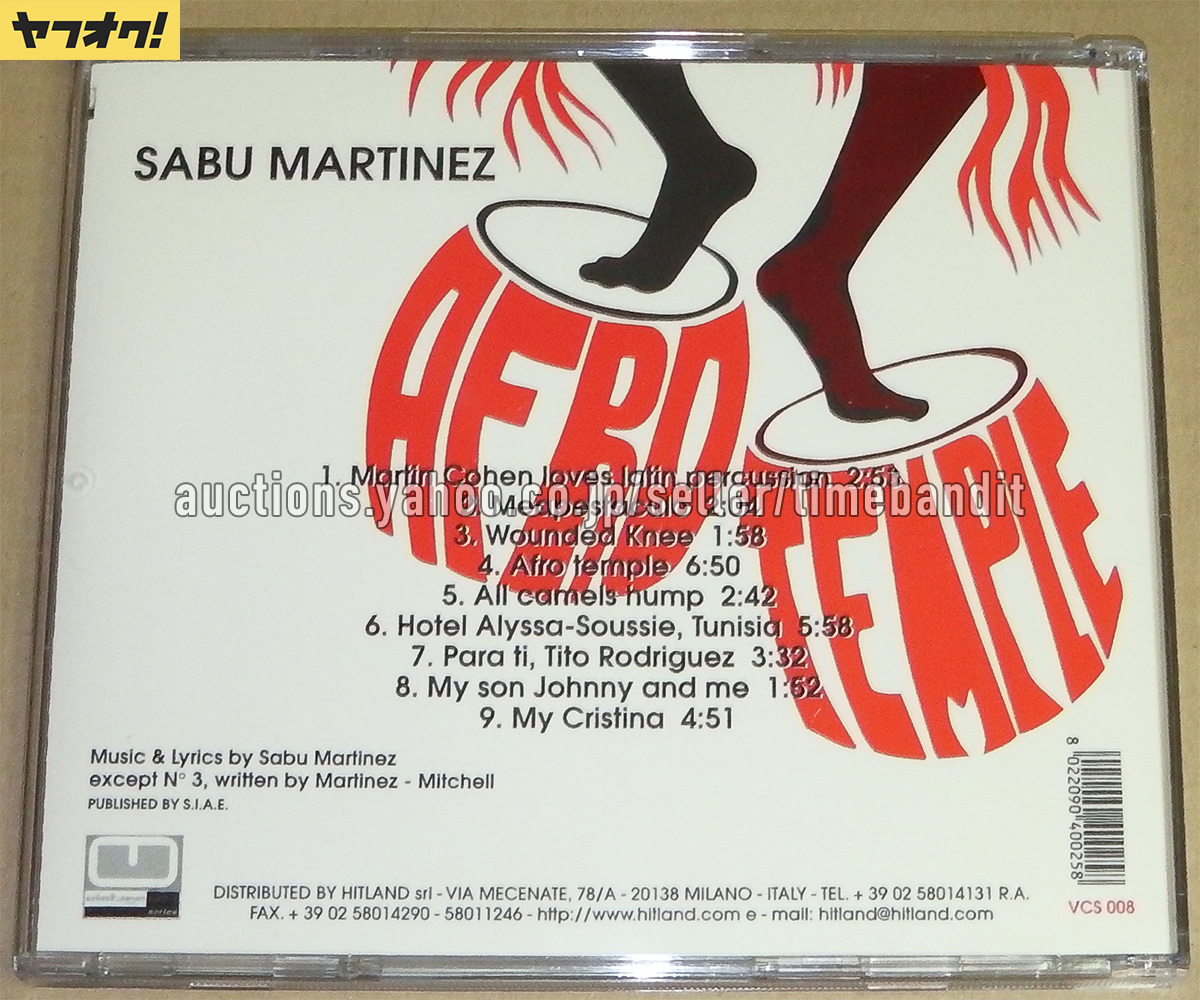 ヤフオク!
SABU MARTINEZ
AFRO
TEMPLE
1. Martin Cohen loves latin percussion 2:55
auctions.yahoo.co.jp/seller/timebandit
2.
3. Wounded Knee 1:58
4. Afro temple 6:50
5. All camels hump 2:42
6. Hotel Alyssa-Soussie, Tunisia 5:58
7. Para ti, Tito Rodriguez 3:32
8. My son Johnny and me 1:52
9. My Cristina 4:51
Music & Lyrics by Sabu Martinez
except N° 3, written by Martinez - Mitchell
PUBLISHED BY S.I.A.E.
DISTRIBUTED BY HITLAND srl - VIA MECENATE, 78/A - 20138 MILANO - ITALY - TEL. + 39 02 58014131 R.A.
FAX. + 39 02 58014290 - 58011246 - http://www.hitland.com e - mail: hitland@hitland.com
8 022090 400258
VCS 008